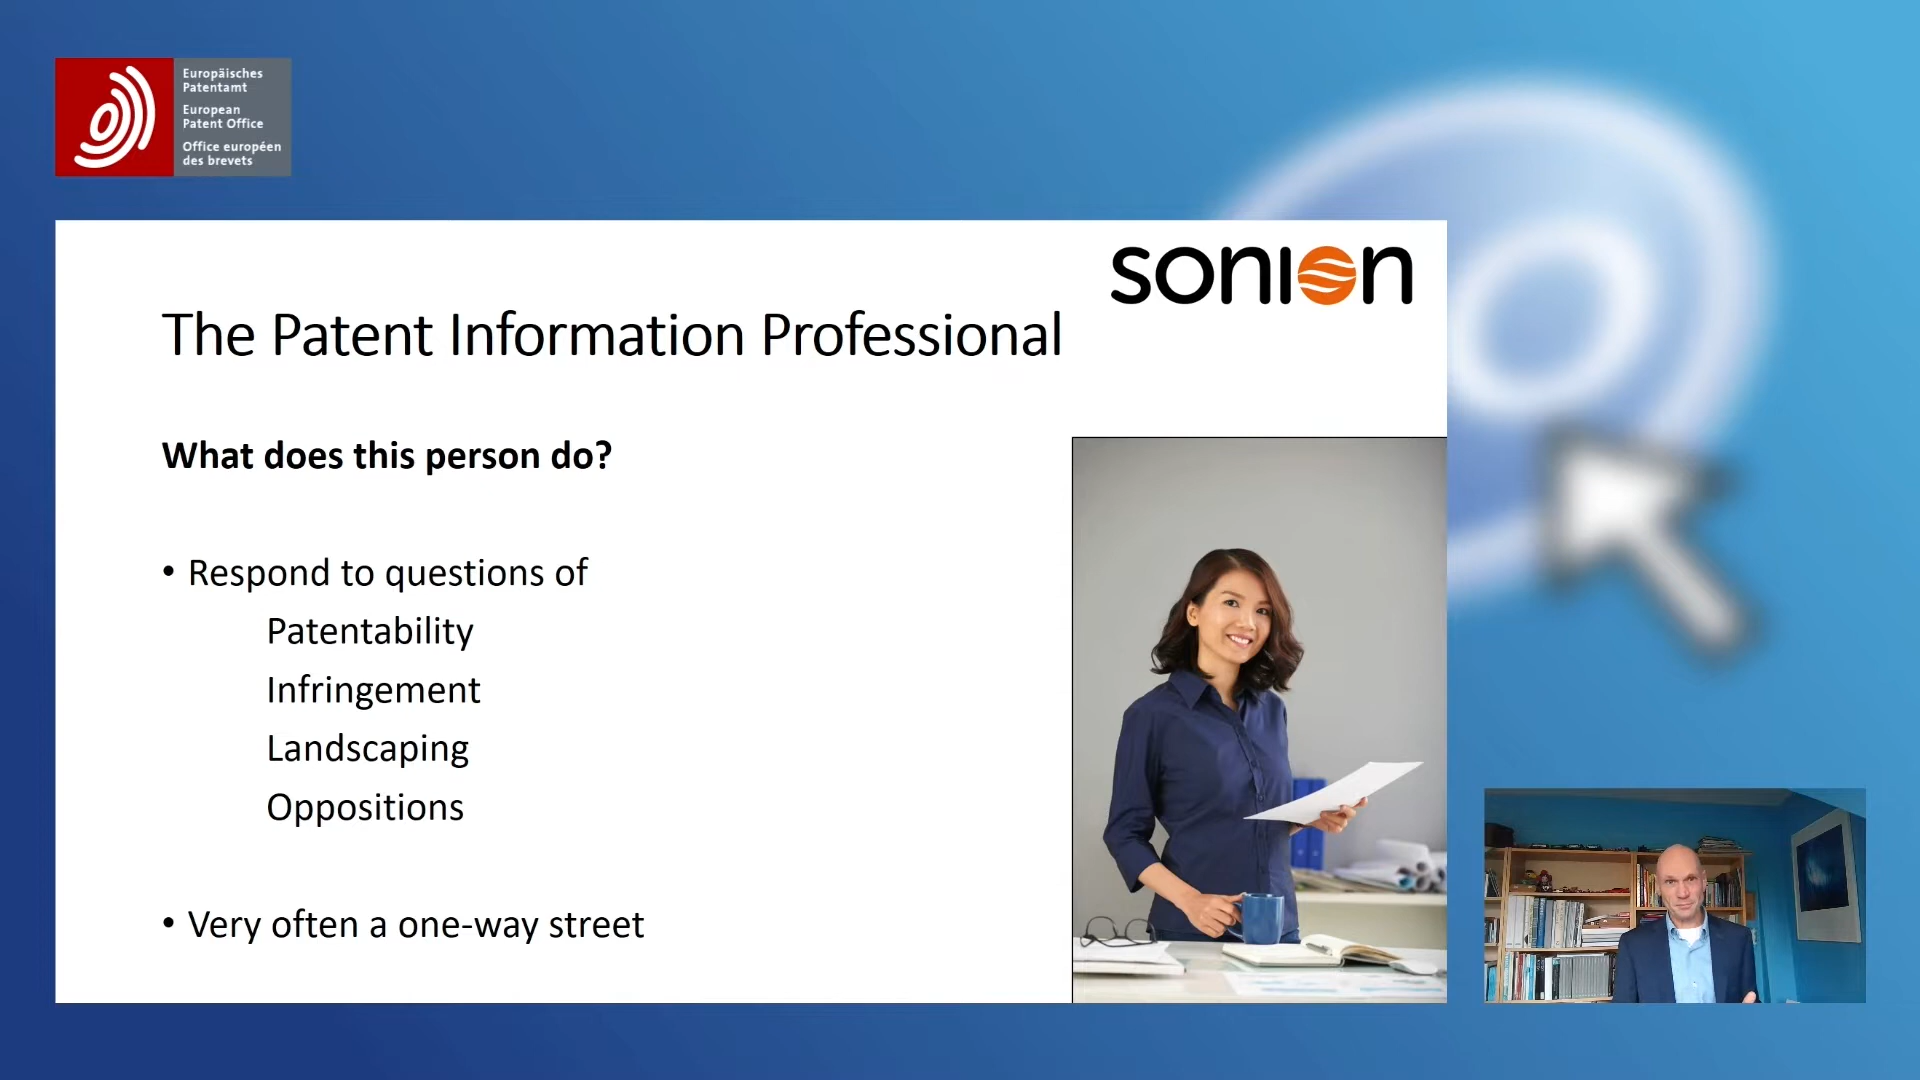 Europäisches
Patentamt
European
Patent Office
Office européen
des brevets
sonion
The Patent Information Professional
What does this person do?
• Respond to questions of
Patentability
Infringement
Landscaping
Oppositions
• Very often a one-way street